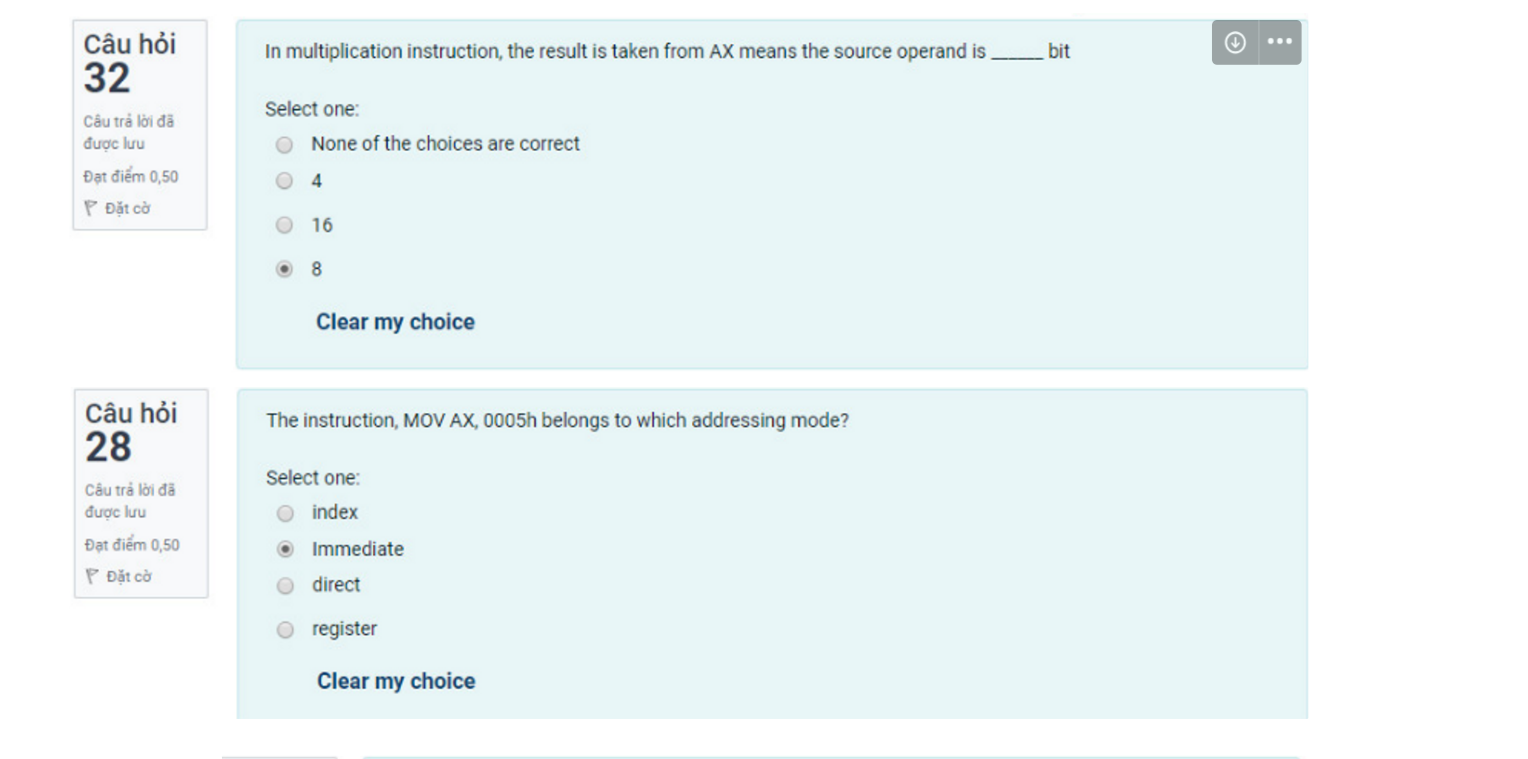 Câu hỏi
32
Câu trả lời đã
được lưu
Đạt điểm 0,50
Đặt cờ
In multiplication instruction, the result is taken from AX means the source operand is ______ bit
Select one:
None of the choices are correct
4
16
8
Clear my choice
Câu hỏi
28
Câu trả lời đã
được lưu
Đạt điểm 0,50
Đặt cờ
The instruction, MOV AX, 0005h belongs to which addressing mode?
Select one:
index
Immediate
direct
register
Clear my choice